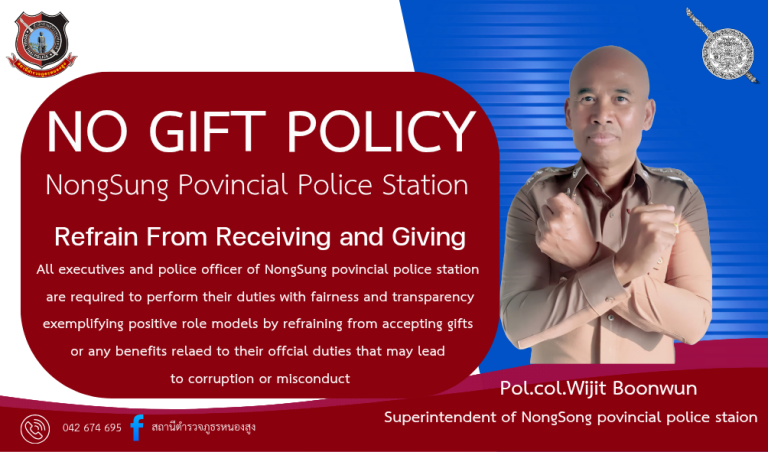 NO GIFT POLICY
NongSung Povincial Police Station
Refrain From Receiving and Giving
All executives and police officer of NongSung povincial police station
are required to perform their duties with fairness and transparency
exemplifying positive role models by refraining from accepting gifts
or any benefits relaed to their offcial duties that may lead
to corruption or misconduct
Pol.col.Wijit Boonwun
Superintendent of NongSong povincial police staion
042 674 695
สถานีตำรวจภูธรหนองสูง